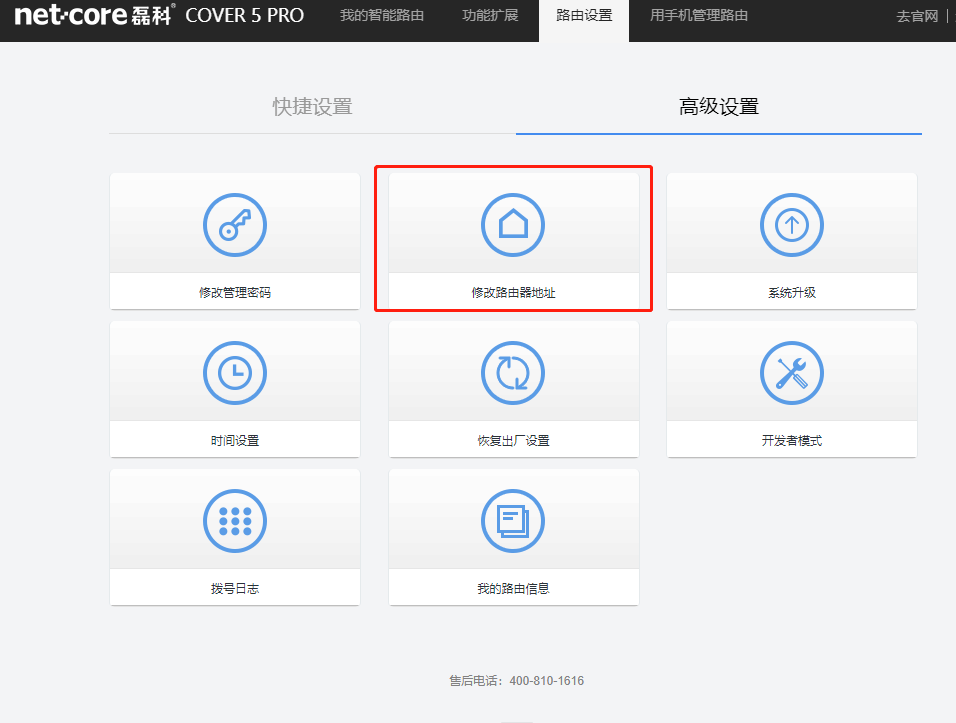 net-core磊科® COVER 5 PRO 我的智能路由 功能扩展 路由设置 用手机管理路由 去官网 |
快捷设置 高级设置
修改管理密码 修改路由器地址 系统升级
时间设置 恢复出厂设置 开发者模式
拨号日志 我的路由信息
售后电话：400-810-1616